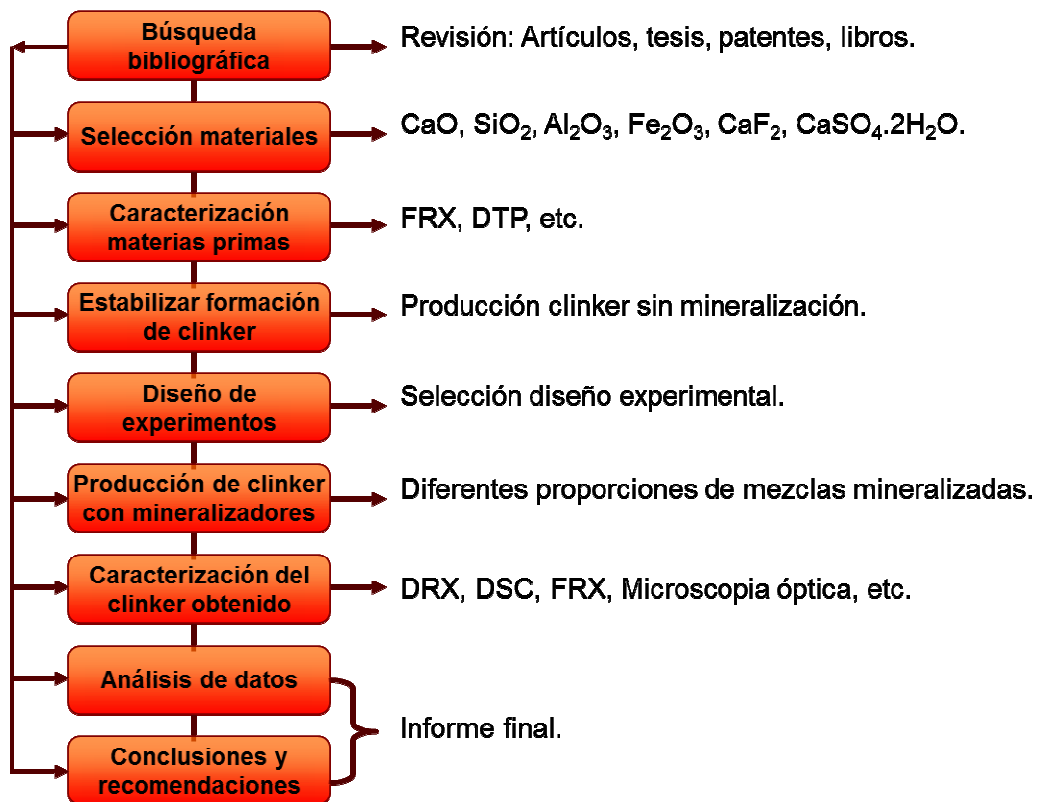 Búsqueda
bibliográfica
Revisión: Artículos, tesis, patentes, libros.
Selección materiales
CaO, SiO₂, Al₂O₃, Fe₂O₃, CaF₂, CaSO₄.2H₂O.
Caracterización
materias primas
FRX, DTP, etc.
Estabilizar formación
de clinker
Producción clinker sin mineralización.
Diseño de
experimentos
Selección diseño experimental.
Producción de clinker
con mineralizadores
Diferentes proporciones de mezclas mineralizadas.
Caracterización del
clinker obtenido
DRX, DSC, FRX, Microscopia óptica, etc.
Análisis de datos
Informe final.
Conclusiones y
recomendaciones